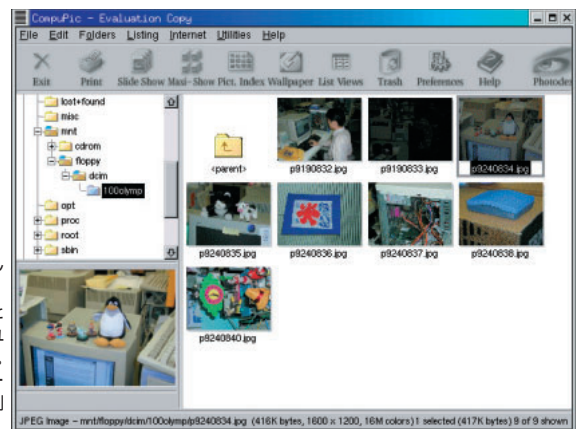 CompuPic - Evaluation Copy
File Edit Folders Listing Internet Utilities Help
Exit Print Slide Show Maxi-Show Pict. Index Wallpaper List Views Trash Preferences Help Photodex
lost+found
misc
mnt
cdrom
floppy
dcim
100olymp
opt
proc
root
sbin
<parent>
p9190832.jpg
p9190833.jpg
p9240834.jpg
p9240835.jpg
p9240836.jpg
p9240837.jpg
p9240838.jpg
p9240840.jpg
JPEG Image - mnt/floppy/dcim/100olymp/p9240834.jpg (416K bytes, 1600 x 1200, 16M colors) 1 selected (417K bytes) 9 of 9 shown